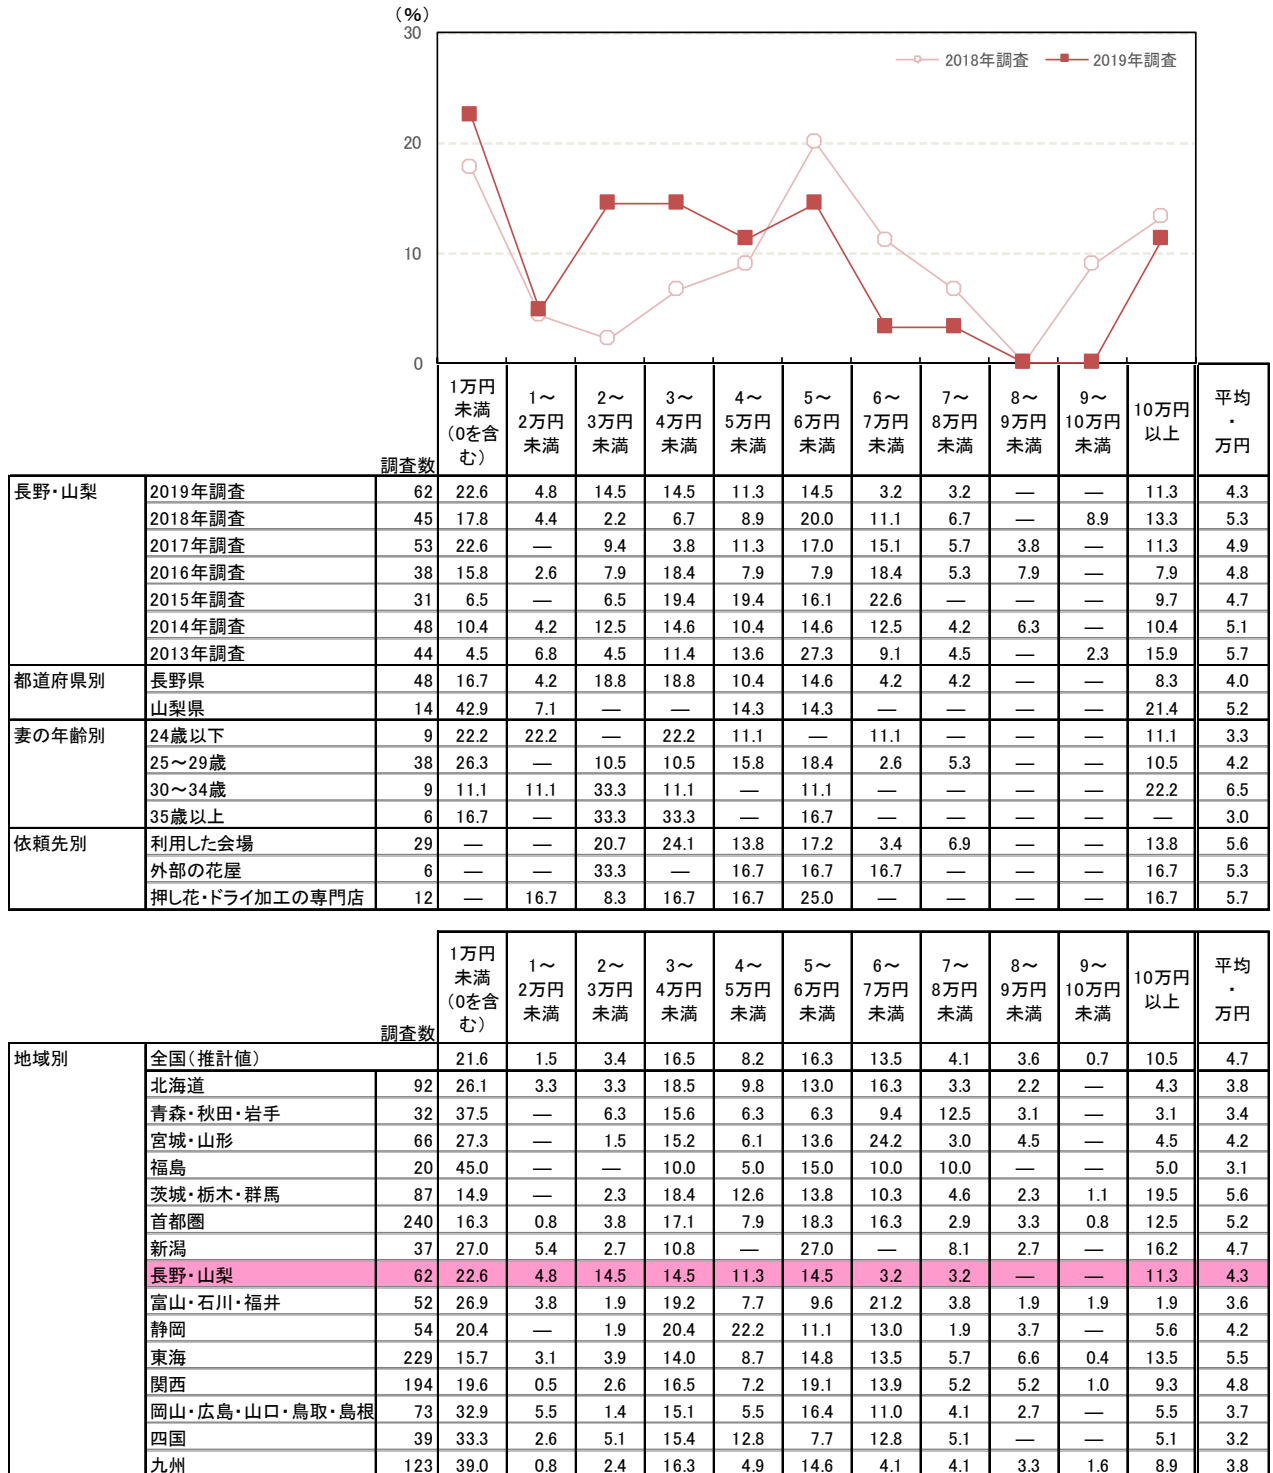 （％）
30
20
10
0
2018年調査 2019年調査
調査数 1万円未満（0を含む） 1～2万円未満 2～3万円未満 3～4万円未満 4～5万円未満 5～6万円未満 6～7万円未満 7～8万円未満 8～9万円未満 9～10万円未満 10万円以上 平均・万円
長野・山梨 2019年調査 62 22.6 4.8 14.5 14.5 11.3 14.5 3.2 3.2 ― ― 11.3 4.3
2018年調査 45 17.8 4.4 2.2 6.7 8.9 20.0 11.1 6.7 ― 8.9 13.3 5.3
2017年調査 53 22.6 ― 9.4 3.8 11.3 17.0 15.1 5.7 3.8 ― 11.3 4.9
2016年調査 38 15.8 2.6 7.9 18.4 7.9 7.9 18.4 5.3 7.9 ― 7.9 4.8
2015年調査 31 6.5 ― 6.5 19.4 19.4 16.1 22.6 ― ― ― 9.7 4.7
2014年調査 48 10.4 4.2 12.5 14.6 10.4 14.6 12.5 4.2 6.3 ― 10.4 5.1
2013年調査 44 4.5 6.8 4.5 11.4 13.6 27.3 9.1 4.5 ― 2.3 15.9 5.7
都道府県別 長野県 48 16.7 4.2 18.8 18.8 10.4 14.6 4.2 4.2 ― ― 8.3 4.0
山梨県 14 42.9 7.1 ― ― 14.3 14.3 ― ― ― ― 21.4 5.2
妻の年齢別 24歳以下 9 22.2 22.2 ― 22.2 11.1 ― 11.1 ― ― ― 11.1 3.3
25～29歳 38 26.3 ― 10.5 10.5 15.8 18.4 2.6 5.3 ― ― 10.5 4.2
30～34歳 9 11.1 11.1 33.3 11.1 ― 11.1 ― ― ― ― 22.2 6.5
35歳以上 6 16.7 ― 33.3 33.3 ― 16.7 ― ― ― ― ― 3.0
依頼先別 利用した会場 29 ― ― 20.7 24.1 13.8 17.2 3.4 6.9 ― ― 13.8 5.6
外部の花屋 6 ― ― 33.3 ― 16.7 16.7 16.7 ― ― ― 16.7 5.3
押し花・ドライ加工の専門店 12 ― 16.7 8.3 16.7 16.7 25.0 ― ― ― ― 16.7 5.7
調査数 1万円未満（0を含む） 1～2万円未満 2～3万円未満 3～4万円未満 4～5万円未満 5～6万円未満 6～7万円未満 7～8万円未満 8～9万円未満 9～10万円未満 10万円以上 平均・万円
地域別 全国（推計値） 21.6 1.5 3.4 16.5 8.2 16.3 13.5 4.1 3.6 0.7 10.5 4.7
北海道 92 26.1 3.3 3.3 18.5 9.8 13.0 16.3 3.3 2.2 ― 4.3 3.8
青森・秋田・岩手 32 37.5 ― 6.3 15.6 6.3 6.3 9.4 12.5 3.1 ― 3.1 3.4
宮城・山形 66 27.3 ― 1.5 15.2 6.1 13.6 24.2 3.0 4.5 ― 4.5 4.2
福島 20 45.0 ― ― 10.0 5.0 15.0 10.0 10.0 ― ― 5.0 3.1
茨城・栃木・群馬 87 14.9 ― 2.3 18.4 12.6 13.8 10.3 4.6 2.3 1.1 19.5 5.6
首都圏 240 16.3 0.8 3.8 17.1 7.9 18.3 16.3 2.9 3.3 0.8 12.5 5.2
新潟 37 27.0 5.4 2.7 10.8 ― 27.0 ― 8.1 2.7 ― 16.2 4.7
長野・山梨 62 22.6 4.8 14.5 14.5 11.3 14.5 3.2 3.2 ― ― 11.3 4.3
富山・石川・福井 52 26.9 3.8 1.9 19.2 7.7 9.6 21.2 3.8 1.9 1.9 1.9 3.6
静岡 54 20.4 ― 1.9 20.4 22.2 11.1 13.0 1.9 3.7 ― 5.6 4.2
東海 229 15.7 3.1 3.9 14.0 8.7 14.8 13.5 5.7 6.6 0.4 13.5 5.5
関西 194 19.6 0.5 2.6 16.5 7.2 19.1 13.9 5.2 5.2 1.0 9.3 4.8
岡山・広島・山口・鳥取・島根 73 32.9 5.5 1.4 15.1 5.5 16.4 11.0 4.1 2.7 ― 5.5 3.7
四国 39 33.3 2.6 5.1 15.4 12.8 7.7 12.8 5.1 ― ― 5.1 3.2
九州 123 39.0 0.8 2.4 16.3 4.9 14.6 4.1 4.1 3.3 1.6 8.9 3.8